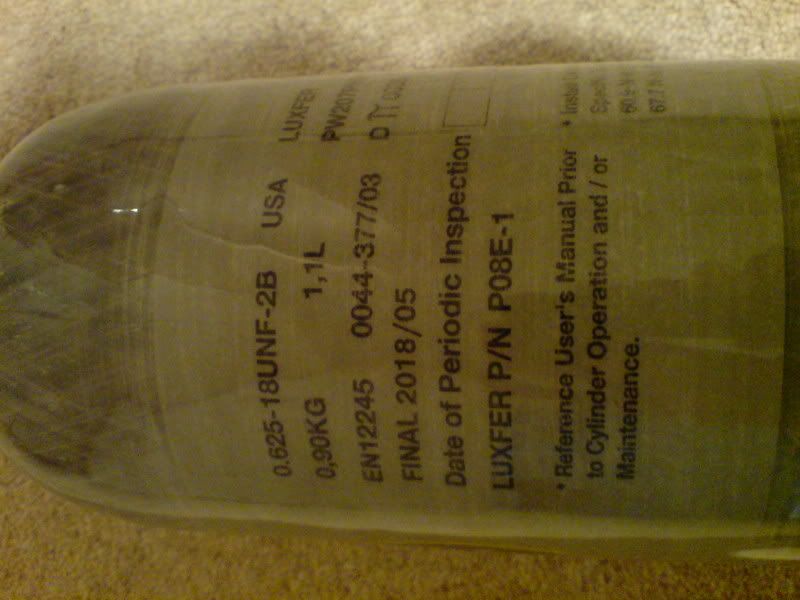 0.625-18UNF-2B USA LUXFER
0,90KG 1,1L
EN12245 0044-377/03 D TY
FINAL 2018/05
Date of Periodic Inspection
LUXFER P/N P08E-1
* Reference User's Manual Prior *
to Cylinder Operation and / or
Maintenance.